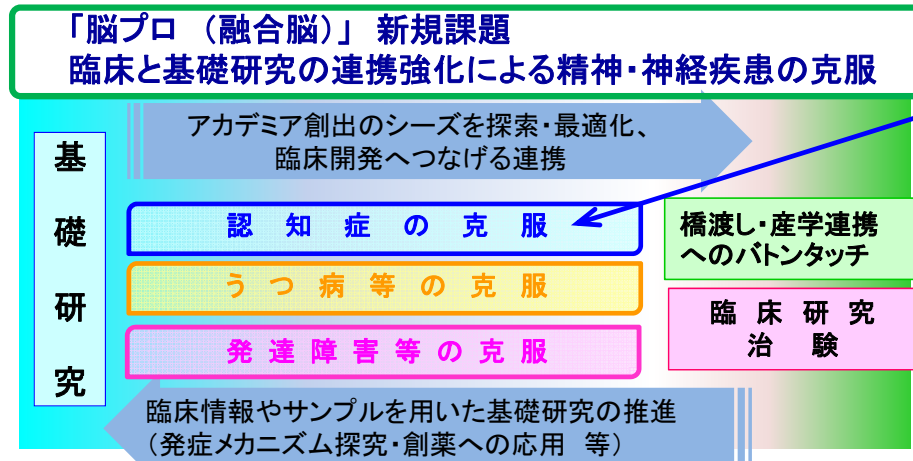 「脳プロ （融合脳）」 新規課題
臨床と基礎研究の連携強化による精神・神経疾患の克服
アカデミア創出のシーズを探索・最適化、
臨床開発へつなげる連携
基礎研究
認知症の克服
うつ病等の克服
発達障害等の克服
橋渡し・産学連携
へのバトンタッチ
臨床研究
治験
臨床情報やサンプルを用いた基礎研究の推進
（発症メカニズム探究・創薬への応用 等）